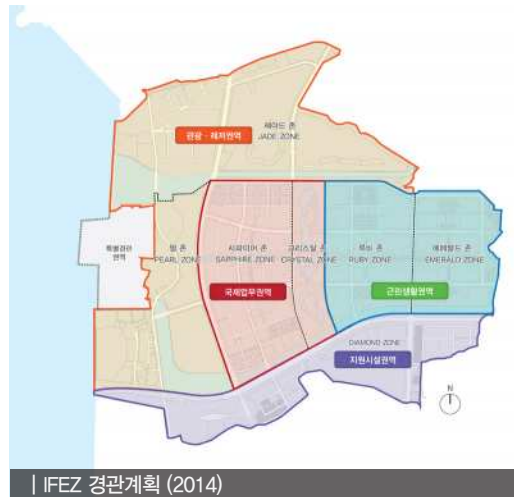 제이드 존
JADE ZONE
관광·레저권역
특별경관
권역
펄 존
PEARL ZONE
사파이어 존
SAPPHIRE ZONE
크리스탈 존
CRYSTAL ZONE
루비 존
RUBY ZONE
에메랄드 존
EMERALD ZONE
국제업무권역
근린생활권역
DIAMOND ZONE
지원시설권역
N
| IFEZ 경관계획 (2014)